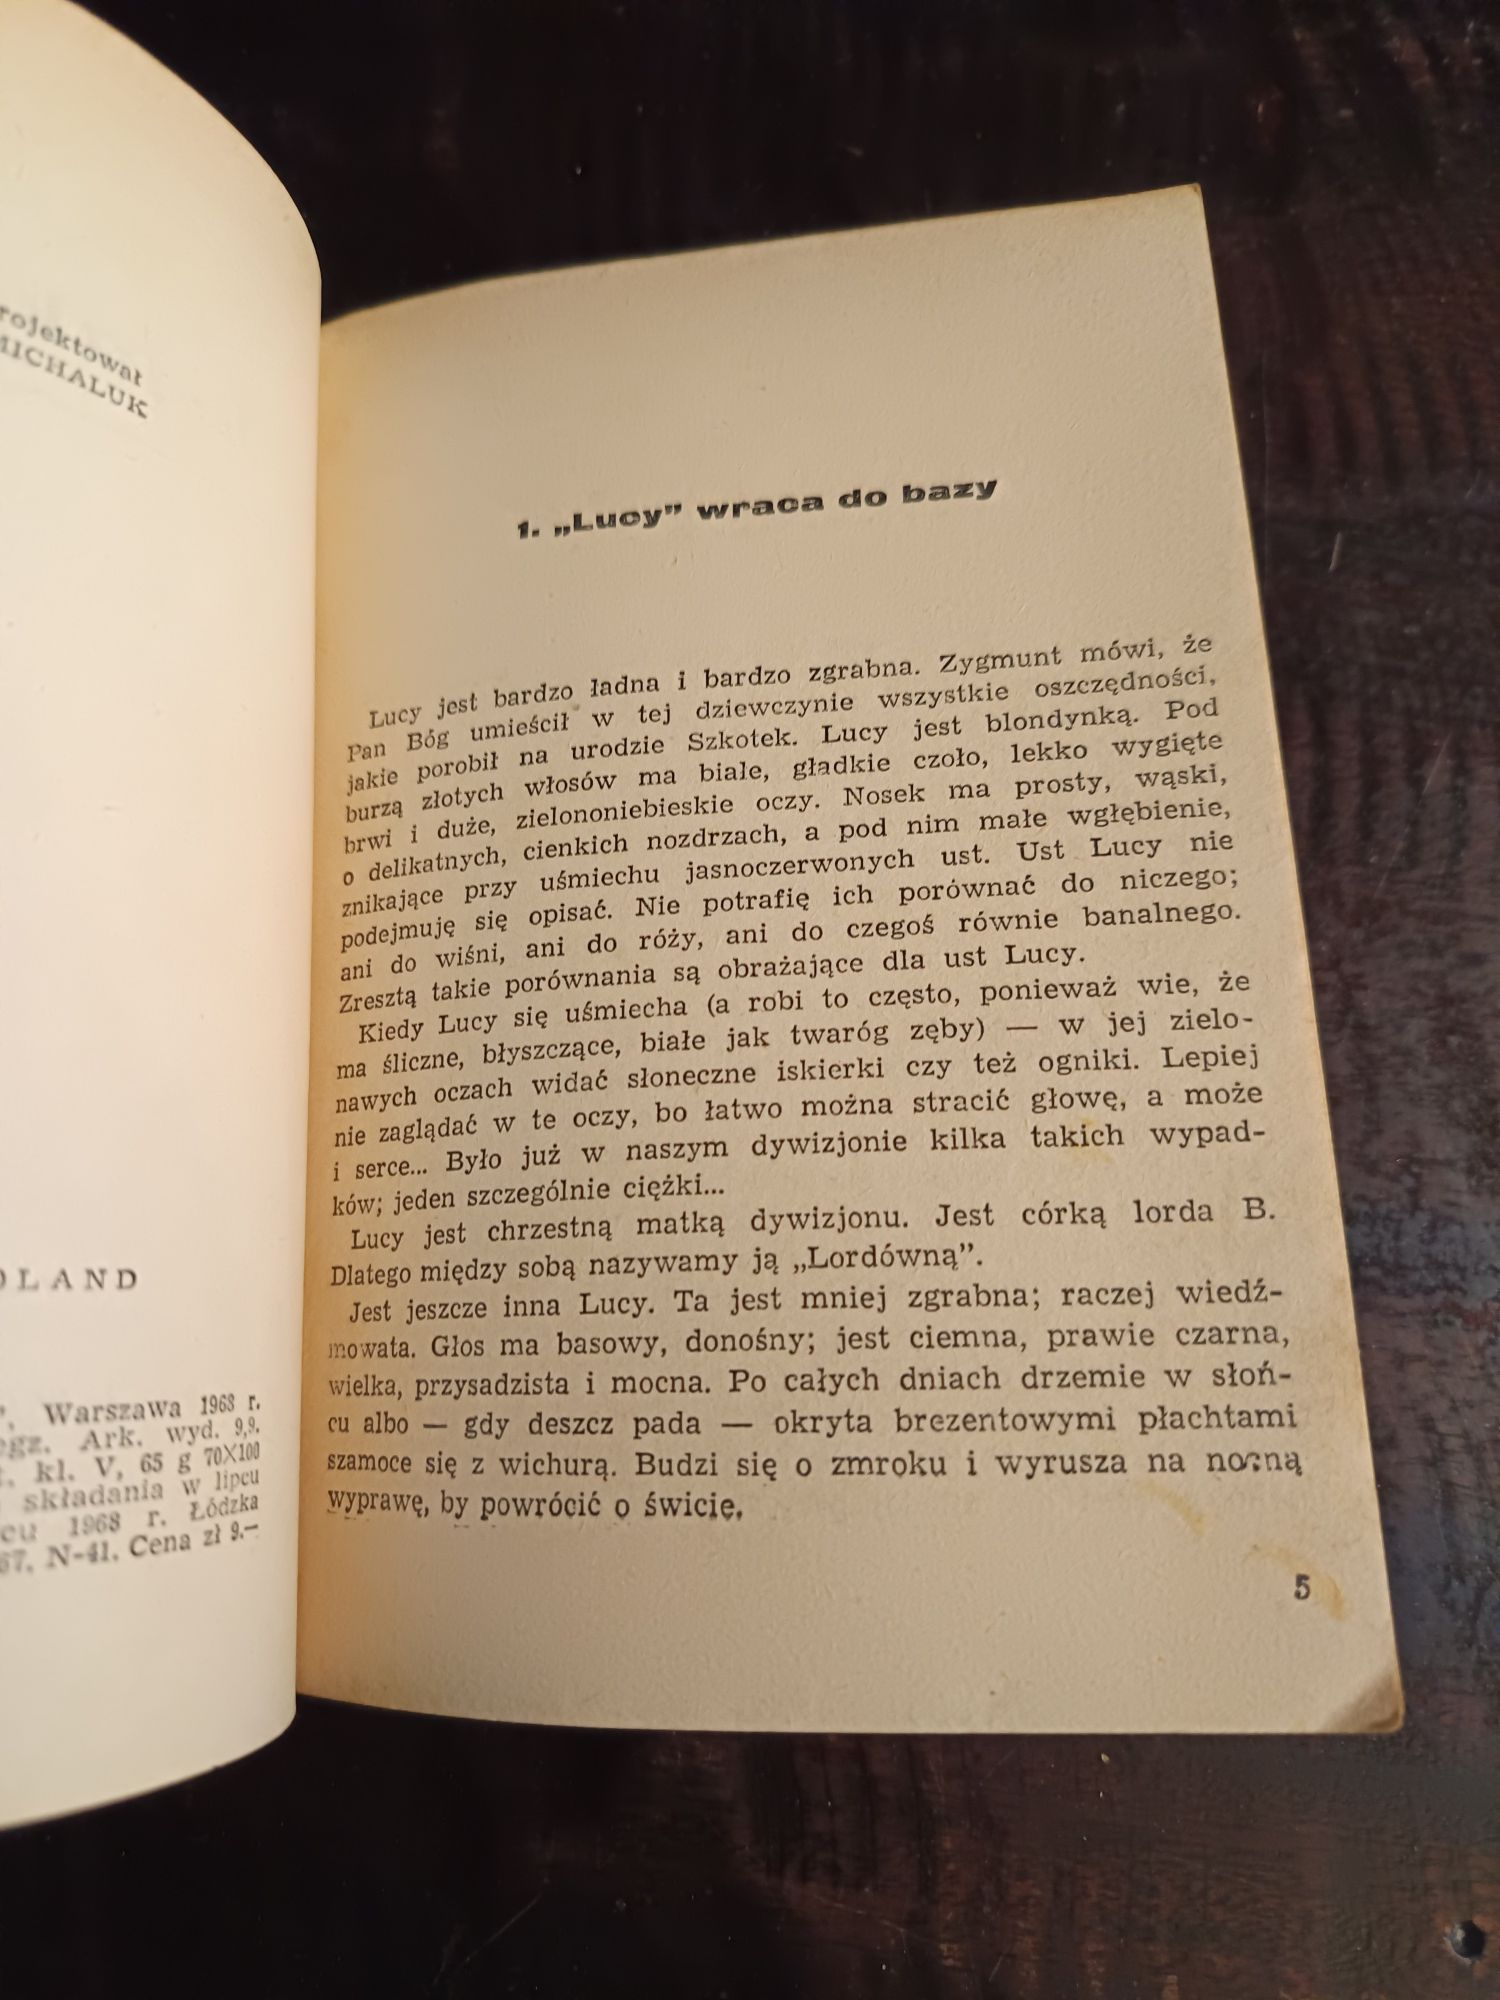 rojektował
MICHALUK
OLAND
Warszawa 1968 r.
egz. Ark. wyd. 9,9.
kl. V, 65 g 70X100
składania w lipcu
1968 r. Łódzka
67. N-41. Cena zł 9.—
1. „Lucy” wraca do bazy
Lucy jest bardzo ładna i bardzo zgrabna. Zygmunt mówi, że
Pan Bóg umieścił w tej dziewczynie wszystkie oszczędności,
jakie porobił na urodzie Szkotek. Lucy jest blondynką. Pod
burzą złotych włosów ma białe, gładkie czoło, lekko wygięte
brwi i duże, zielononiebieskie oczy. Nosek ma prosty, wąski,
o delikatnych, cienkich nozdrzach, a pod nim małe wgłębienie,
znikające przy uśmiechu jasnoczerwonych ust. Ust Lucy nie
podejmuję się opisać. Nie potrafię ich porównać do niczego;
ani do wiśni, ani do róży, ani do czegoś równie banalnego.
Zresztą takie porównania są obrażające dla ust Lucy.
Kiedy Lucy się uśmiecha (a robi to często, ponieważ wie, że
ma śliczne, błyszczące, białe jak twaróg zęby) — w jej zielo-
nawych oczach widać słoneczne iskierki czy też ogniki. Lepiej
nie zaglądać w te oczy, bo łatwo można stracić głowę, a może
i serce... Było już w naszym dywizjonie kilka takich wypad-
ków; jeden szczególnie ciężki...
Lucy jest chrzestną matką dywizjonu. Jest córką lorda B.
Dlatego między sobą nazywamy ją „Lordówną”.
Jest jeszcze inna Lucy. Ta jest mniej zgrabna; raczej wiedź-
mowata. Głos ma basowy, donośny; jest ciemna, prawie czarna,
wielka, przysadzista i mocna. Po całych dniach drzemie w słoń-
cu albo — gdy deszcz pada — okryta brezentowymi płachtami
szamoce się z wichurą. Budzi się o zmroku i wyrusza na nocną
wyprawę, by powrócić o świcie.
5